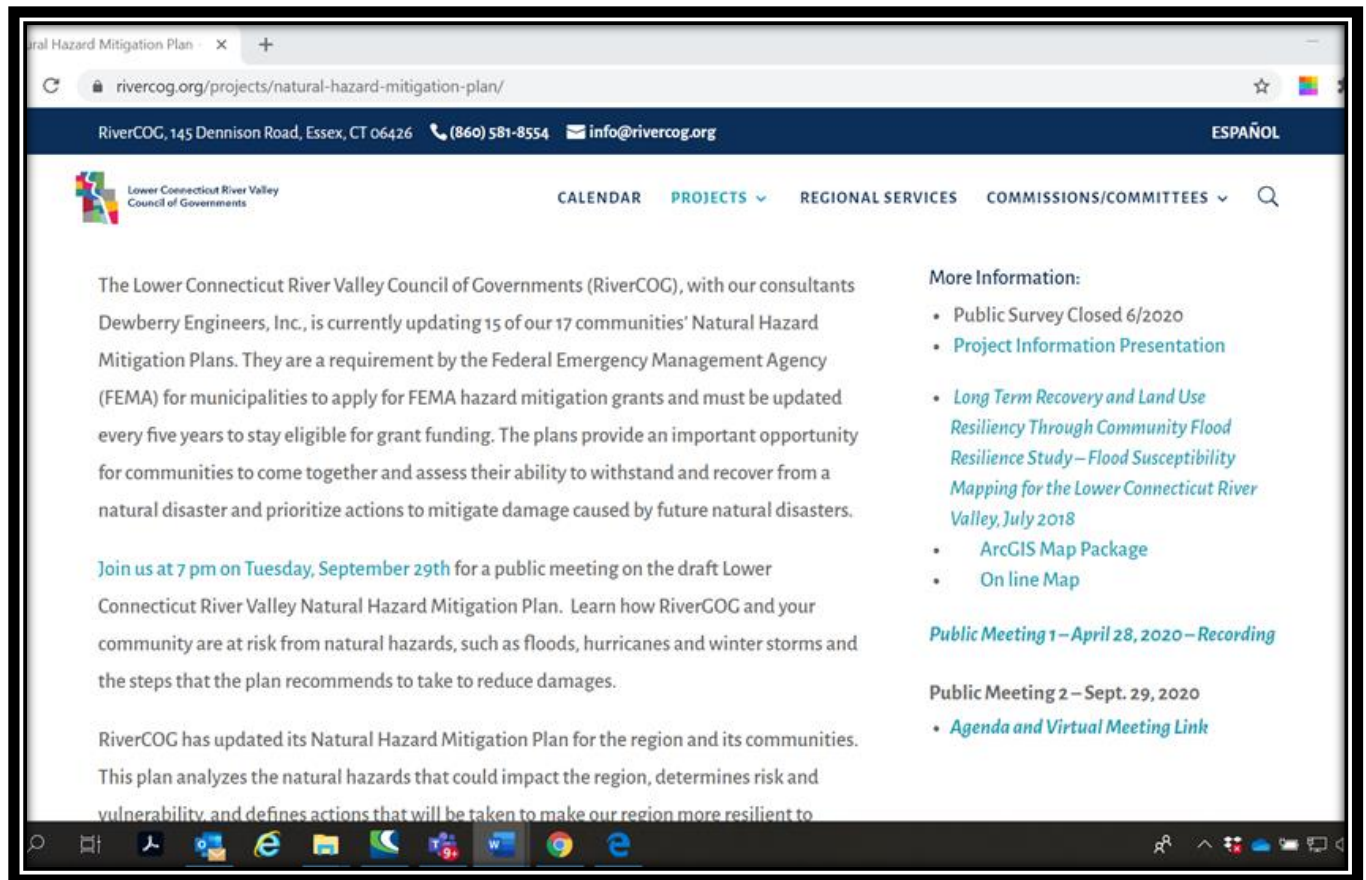 ural Hazard Mitigation Plan
rivercog.org/projects/natural-hazard-mitigation-plan/
RiverCOG, 145 Dennison Road, Essex, CT 06426 (860) 581-8554 info@rivercog.org ESPAÑOL
Lower Connecticut River Valley
Council of Governments
CALENDAR PROJECTS REGIONAL SERVICES COMMISSIONS/COMMITTEES
The Lower Connecticut River Valley Council of Governments (RiverCOG), with our consultants
Dewberry Engineers, Inc., is currently updating 15 of our 17 communities' Natural Hazard
Mitigation Plans. They are a requirement by the Federal Emergency Management Agency
(FEMA) for municipalities to apply for FEMA hazard mitigation grants and must be updated
every five years to stay eligible for grant funding. The plans provide an important opportunity
for communities to come together and assess their ability to withstand and recover from a
natural disaster and prioritize actions to mitigate damage caused by future natural disasters.
Join us at 7 pm on Tuesday, September 29th for a public meeting on the draft Lower
Connecticut River Valley Natural Hazard Mitigation Plan. Learn how RiverGOG and your
community are at risk from natural hazards, such as floods, hurricanes and winter storms and
the steps that the plan recommends to take to reduce damages.
RiverCOG has updated its Natural Hazard Mitigation Plan for the region and its communities.
This plan analyzes the natural hazards that could impact the region, determines risk and
vulnerability, and defines actions that will be taken to make our region more resilient to
More Information:
• Public Survey Closed 6/2020
• Project Information Presentation
• Long Term Recovery and Land Use
Resiliency Through Community Flood
Resilience Study – Flood Susceptibility
Mapping for the Lower Connecticut River
Valley, July 2018
• ArcGIS Map Package
• On line Map
Public Meeting 1 – April 28, 2020 – Recording
Public Meeting 2 – Sept. 29, 2020
• Agenda and Virtual Meeting Link
9+